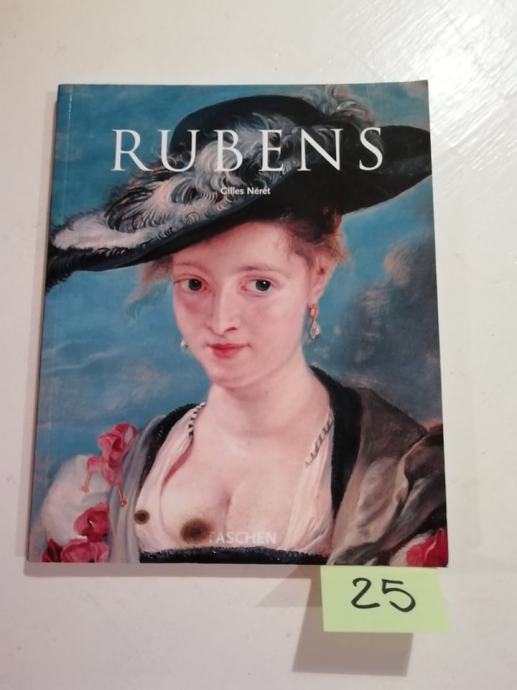 RUBENS
Gilles Néret
TASCHEN
25